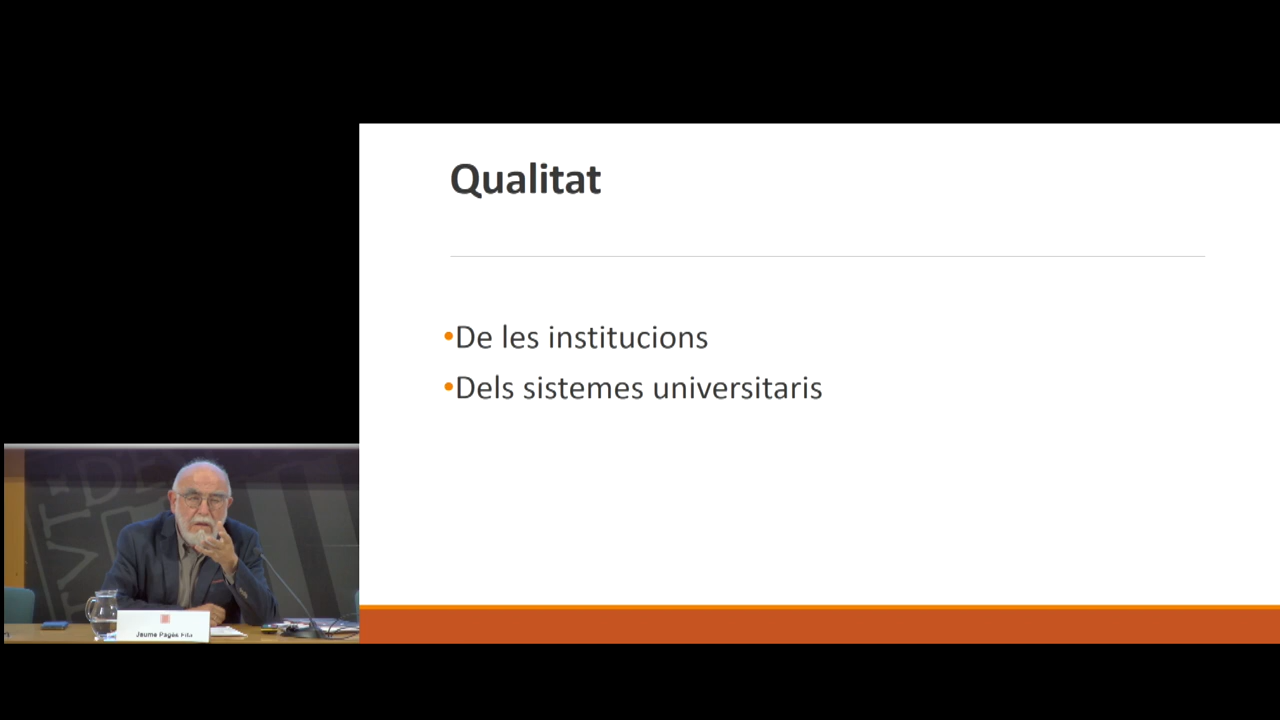 Qualitat
•De les institucions
•Dels sistemes universitaris
Jaume Pagès Fita